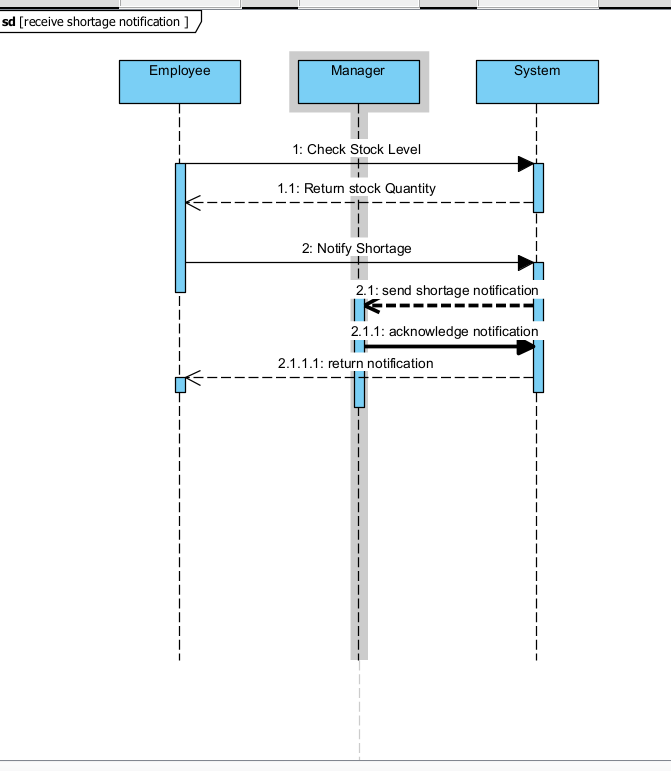 sd [receive shortage notification ]
Employee
Manager
System
1: Check Stock Level
1.1: Return stock Quantity
2: Notify Shortage
2.1: send shortage notification
2.1.1: acknowledge notification
2.1.1.1: return notification